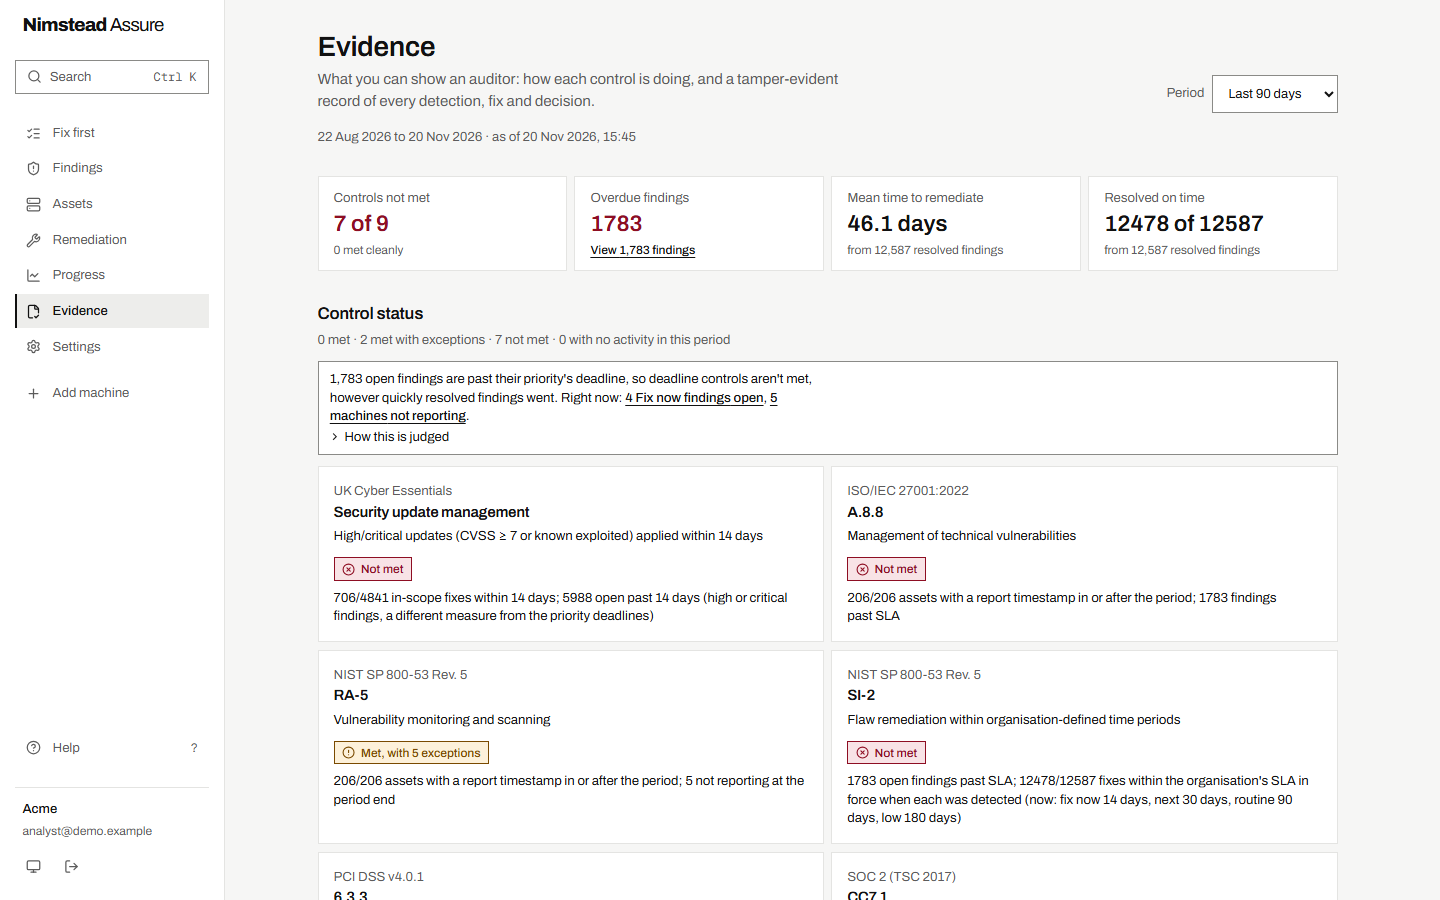 Nimstead Assure
Search Ctrl K
Fix first
Findings
Assets
Remediation
Progress
Evidence
Settings
Add machine
Help ?
Acme
analyst@demo.example
Evidence
What you can show an auditor: how each control is doing, and a tamper-evident
record of every detection, fix and decision.
22 Aug 2026 to 20 Nov 2026 · as of 20 Nov 2026, 15:45
Period Last 90 days
Controls not met
7 of 9
0 met cleanly
Overdue findings
1783
View 1,783 findings
Mean time to remediate
46.1 days
from 12,587 resolved findings
Resolved on time
12478 of 12587
from 12,587 resolved findings
Control status
0 met · 2 met with exceptions · 7 not met · 0 with no activity in this period
1,783 open findings are past their priority's deadline, so deadline controls aren't met,
however quickly resolved findings went. Right now: 4 Fix now findings open, 5
machines not reporting.
How this is judged
UK Cyber Essentials
Security update management
High/critical updates (CVSS ≥ 7 or known exploited) applied within 14 days
Not met
706/4841 in-scope fixes within 14 days; 5988 open past 14 days (high or critical
findings, a different measure from the priority deadlines)
ISO/IEC 27001:2022
A.8.8
Management of technical vulnerabilities
Not met
206/206 assets with a report timestamp in or after the period; 1783 findings
past SLA
NIST SP 800-53 Rev. 5
RA-5
Vulnerability monitoring and scanning
Met, with 5 exceptions
206/206 assets with a report timestamp in or after the period; 5 not reporting at the
period end
NIST SP 800-53 Rev. 5
SI-2
Flaw remediation within organisation-defined time periods
Not met
1783 open findings past SLA; 12478/12587 fixes within the organisation's SLA in
force when each was detected (now: fix now 14 days, next 30 days, routine 90
days, low 180 days)
PCI DSS v4.0.1
6.3.3
SOC 2 (TSC 2017)
CC7.1